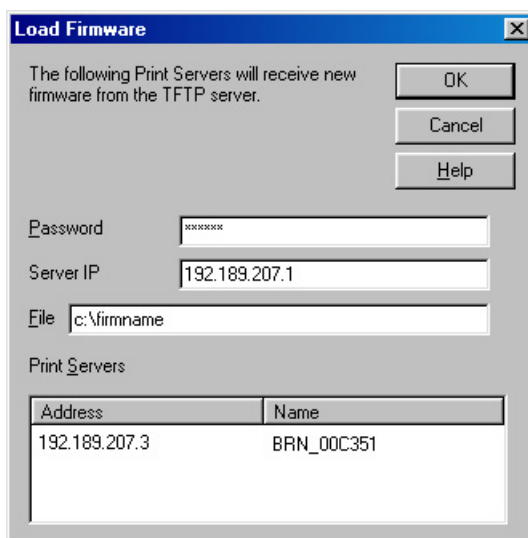 Load Firmware
The following Print Servers will receive new
firmware from the TFTP server.
OK
Cancel
Help
Password ******
Server IP 192.189.207.1
File c:\firmname
Print Servers
Address Name
192.189.207.3 BRN_00C351